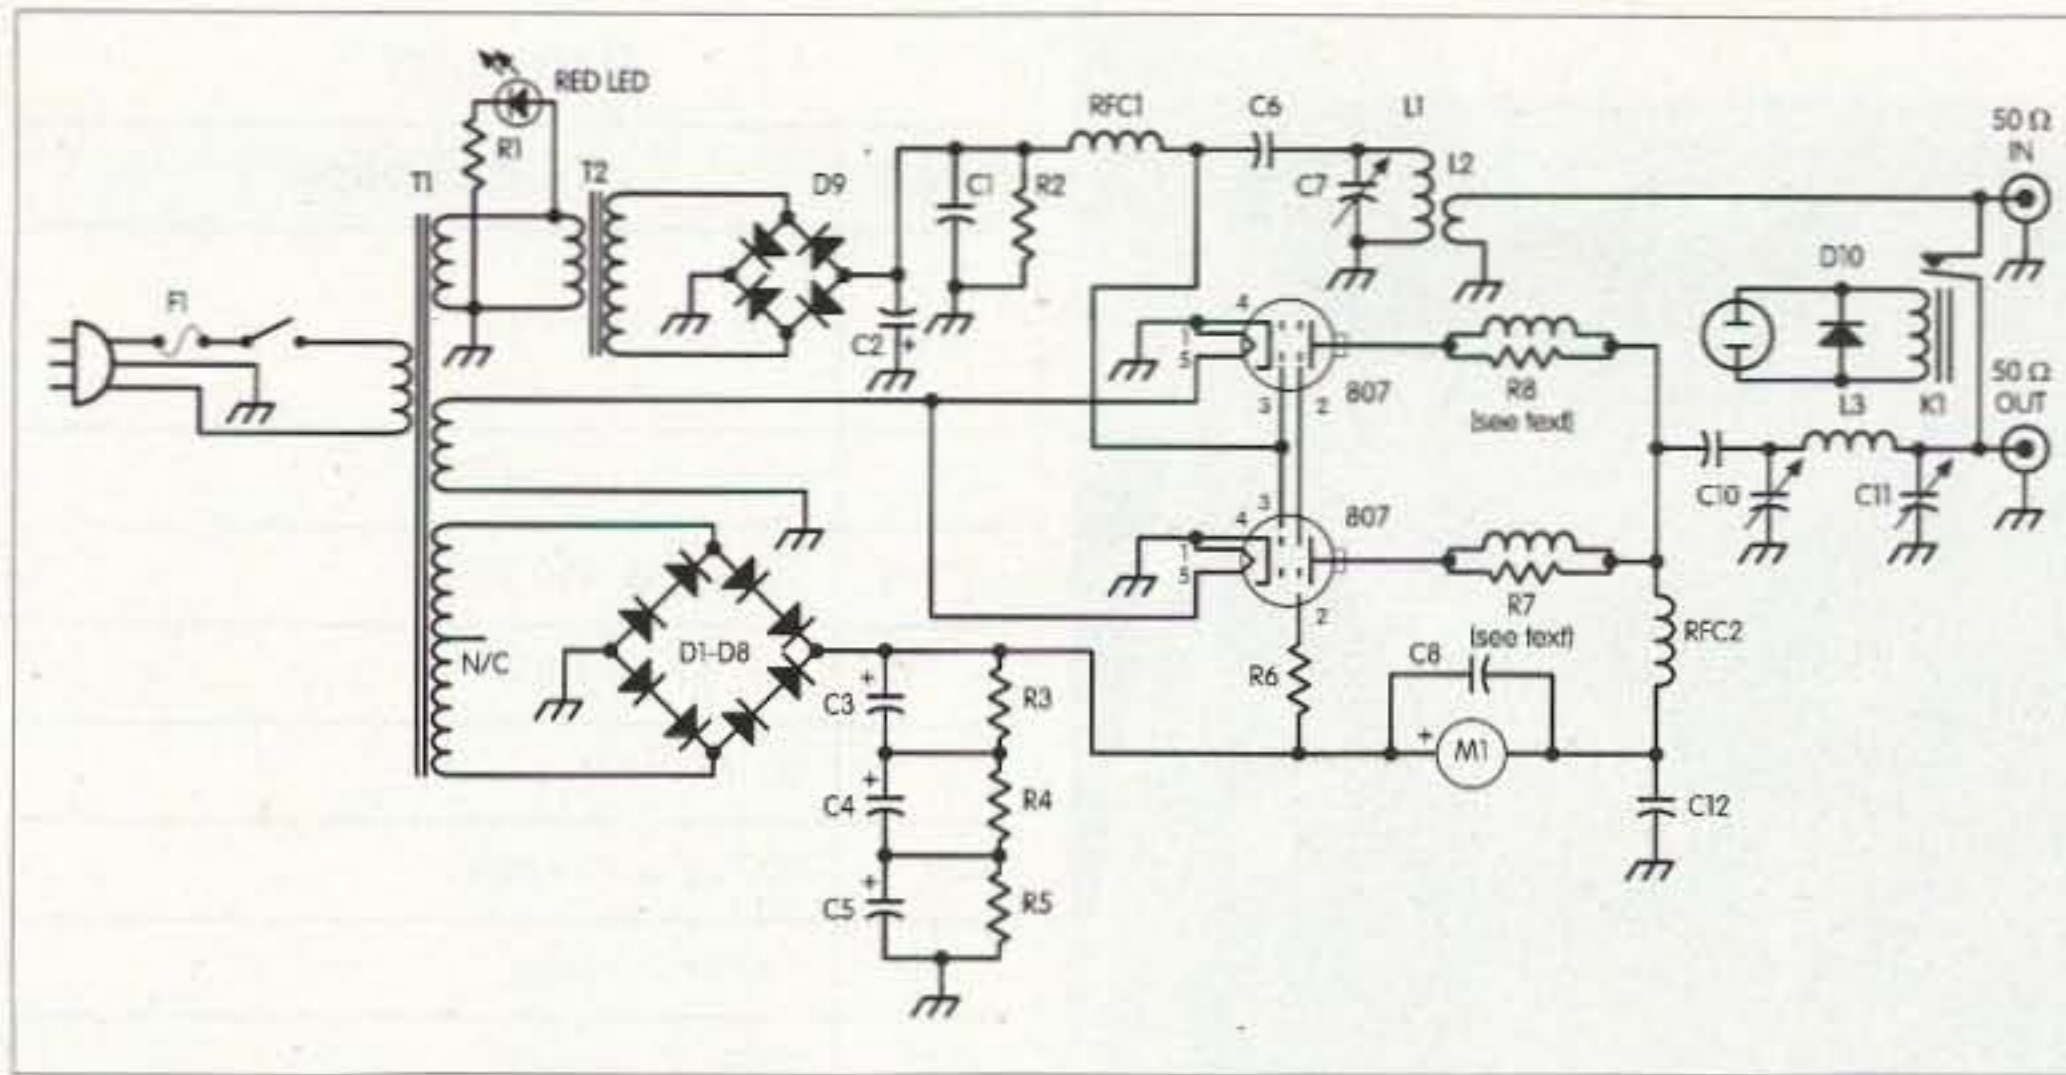 RED LED
R1
T1
T2
D9
F1
C2
+
C1
R2
RFC1
C6
L1
C7
L2
50 Ω
IN
D10
K1
50 Ω
OUT
4
1
5
3
2
807
R8
(see text)
L3
C10
C11
3
4
1
5
2
807
R7
(see text)
RFC2
R6
C8
+
M1
C12
N/C
D1-D8
+
C3
R3
+
C4
R4
+
C5
R5